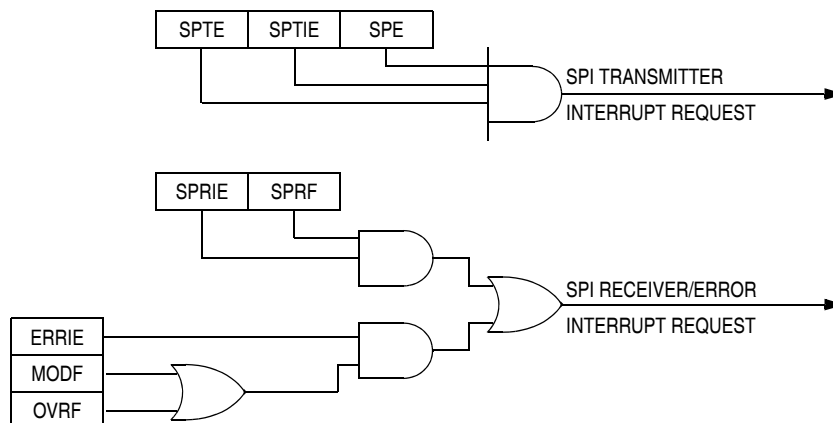 SPTE SPTIE SPE
SPI TRANSMITTER
INTERRUPT REQUEST
SPRIE SPRF
SPI RECEIVER/ERROR
INTERRUPT REQUEST
ERRIE
MODF
OVRF